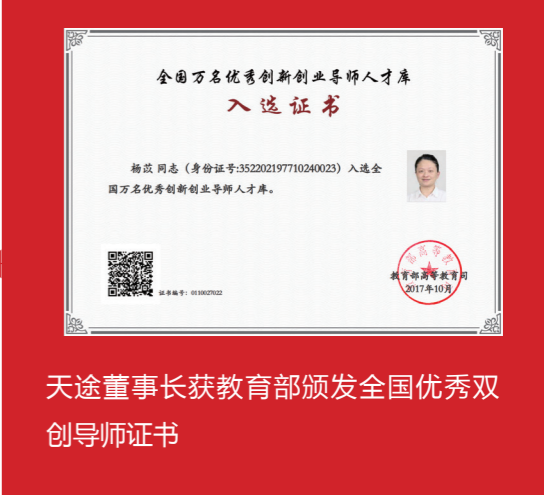 全国万名优秀创新创业导师人才库
入选证书
杨苡 同志（身份证号:352202197710240023）入选全
国万名优秀创新创业导师人才库。
证书编号：0110027022
教育部高等教育司
2017年10月
天途董事长获教育部颁发全国优秀双
创导师证书